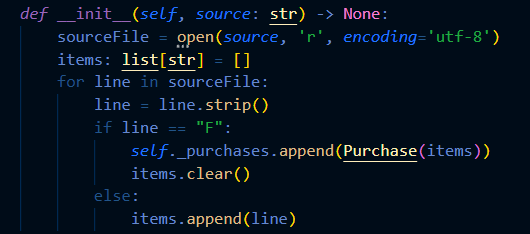 def __init__(self, source: str) -> None:
    sourceFile = open(source, 'r', encoding='utf-8')
    items: list[str] = []
    for line in sourceFile:
        line = line.strip()
        if line == "F":
            self._purchases.append(Purchase(items))
            items.clear()
        else:
            items.append(line)